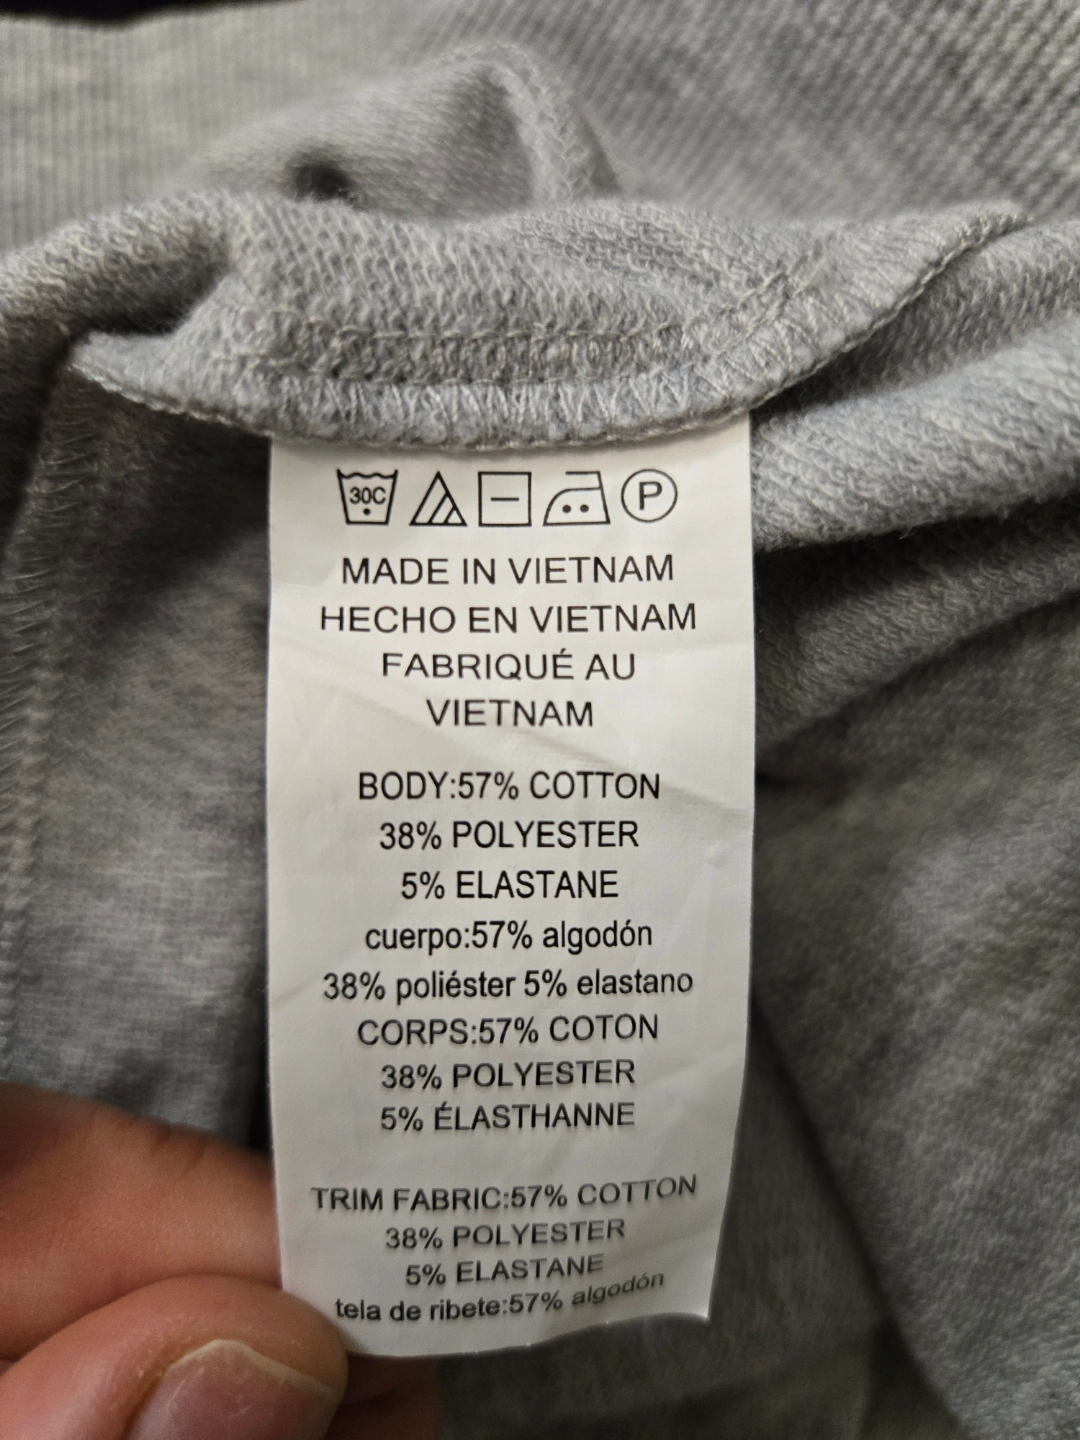 30C
P
MADE IN VIETNAM
HECHO EN VIETNAM
FABRIQUÉ AU
VIETNAM
BODY:57% COTTON
38% POLYESTER
5% ELASTANE
cuerpo:57% algodón
38% poliéster 5% elastano
CORPS:57% COTON
38% POLYESTER
5% ÉLASTHANNE
TRIM FABRIC:57% COTTON
38% POLYESTER
5% ELASTANE
tela de ribete:57% algodón